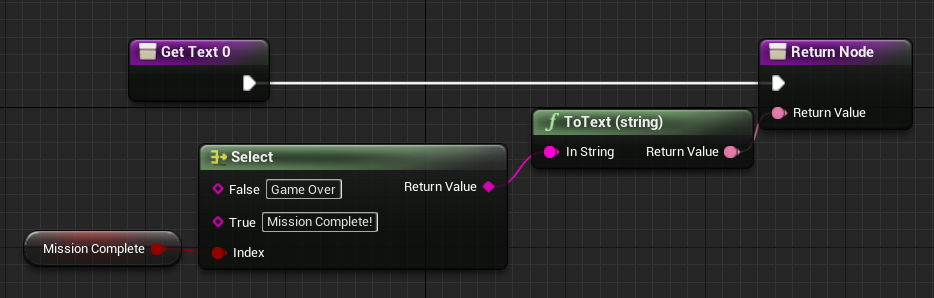 Get Text 0
Return Node
Return Value
ToText (string)
In String
Return Value
Select
False
Game Over
Return Value
True
Mission Complete!
Mission Complete
Index